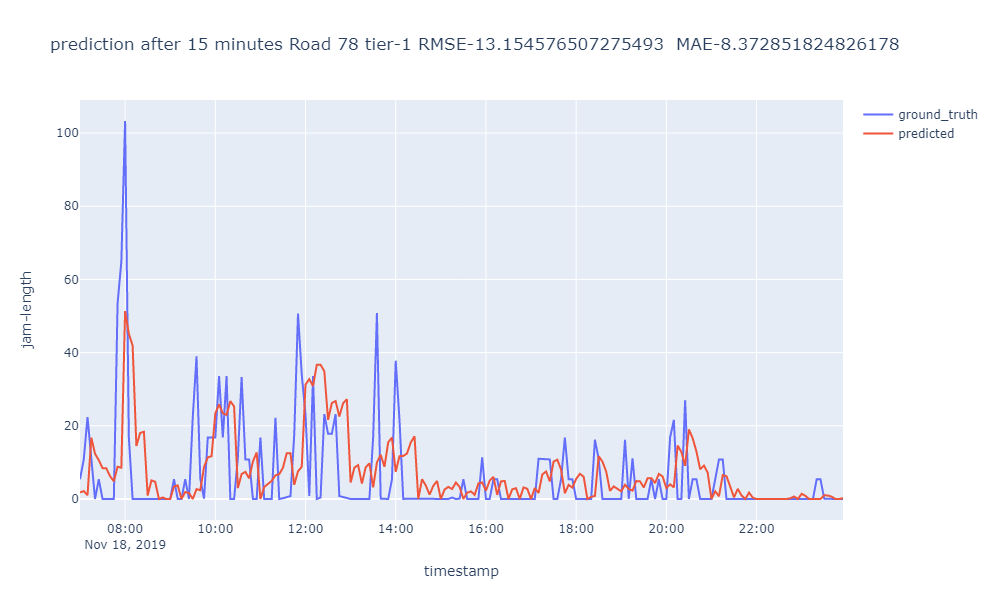 prediction after 15 minutes Road 78 tier-1 RMSE-13.154576507275493  MAE-8.372851824826178
ground_truth
predicted
100
80
60
40
20
0
jam-length
08:00
10:00
12:00
14:00
16:00
18:00
20:00
22:00
Nov 18, 2019
timestamp